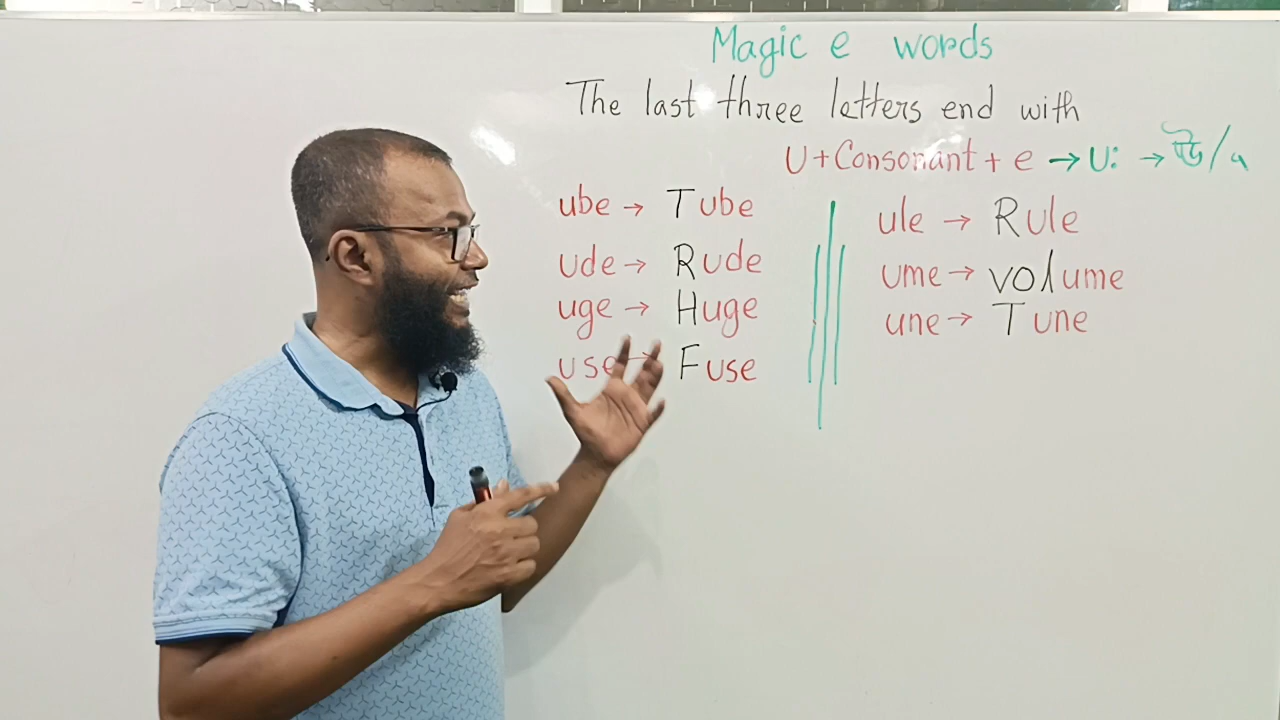 Magic e words
The last three letters end with
U + Consonant + e → U: → ঊ /
ube → Tube
ude → Rude
uge → Huge
use → Fuse
ule → Rule
ume → volume
une → Tune